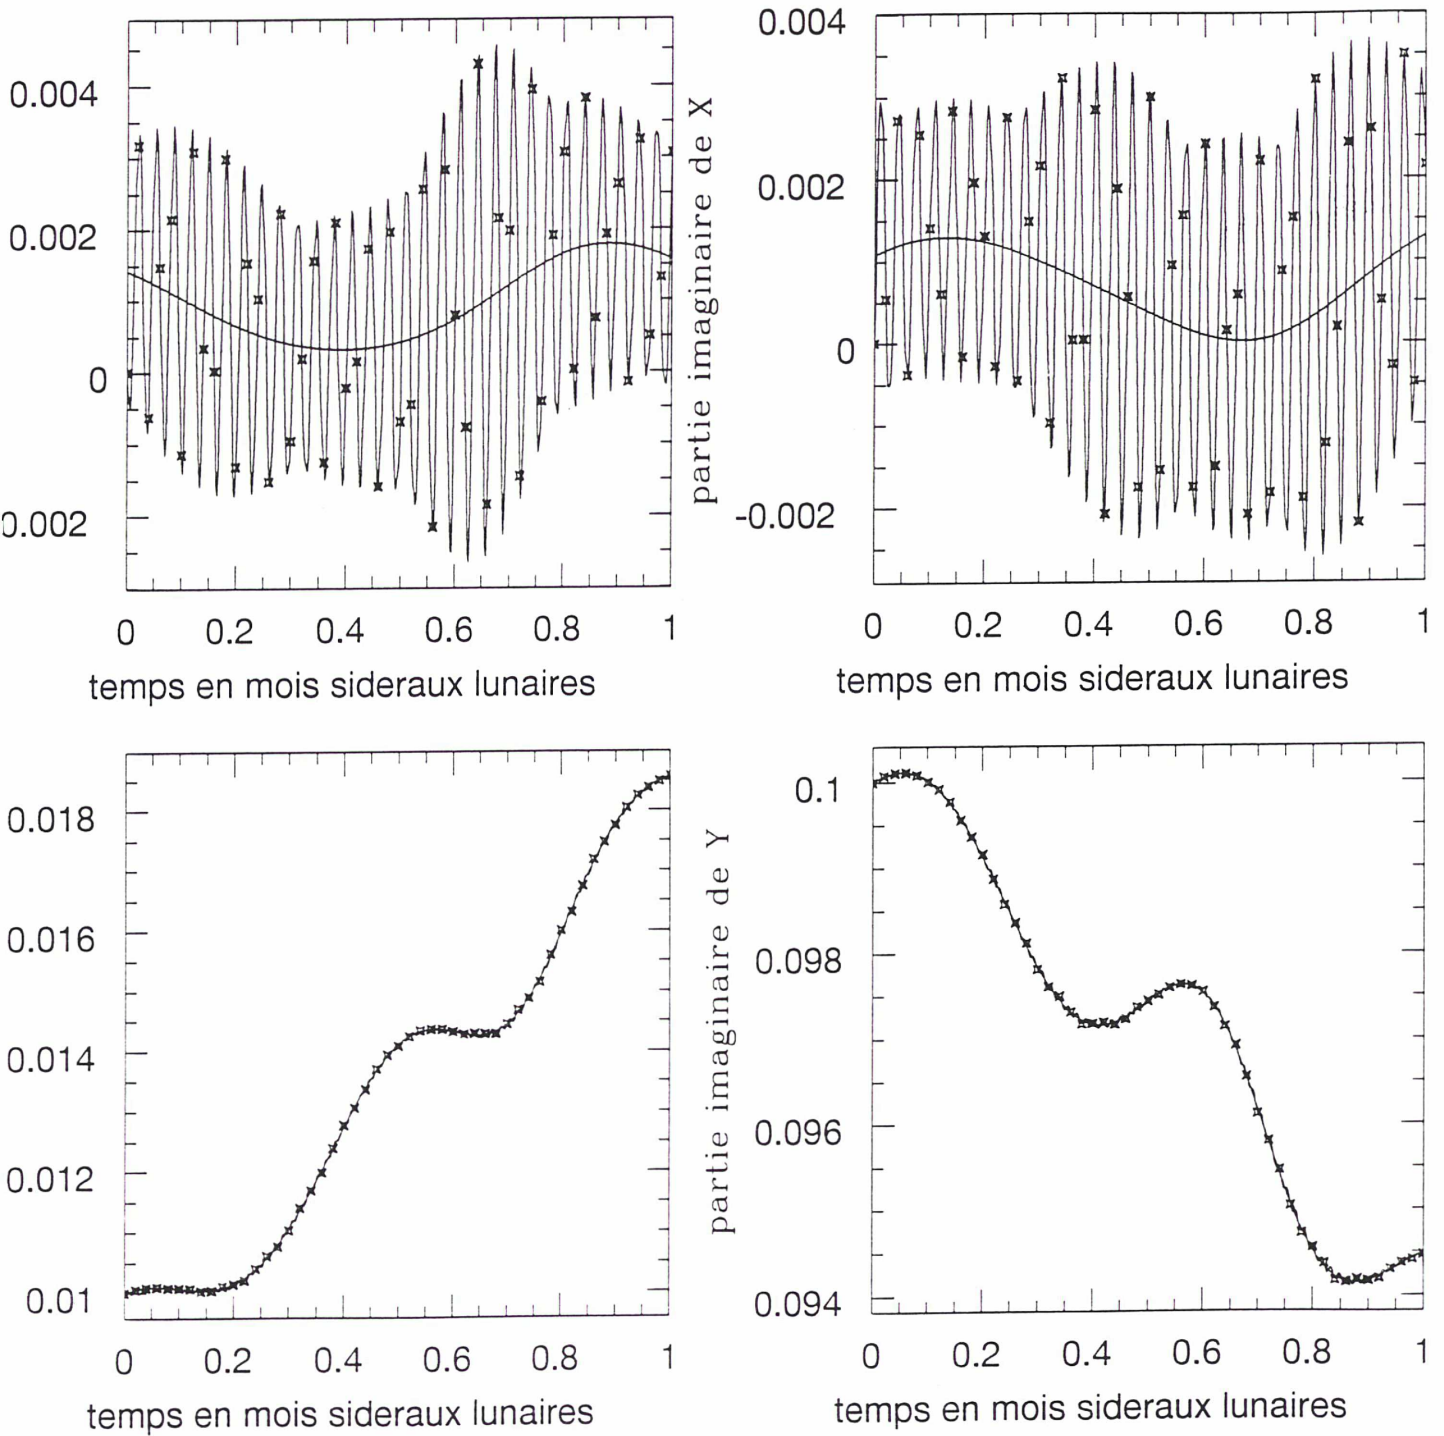 0.004
0.002
0
0.002
0 0.2 0.4 0.6 0.8 1
temps en mois sideraux lunaires
partie imaginaire de X
0.004
0.002
0
-0.002
0 0.2 0.4 0.6 0.8 1
temps en mois sideraux lunaires
0.018
0.016
0.014
0.012
0.01
0 0.2 0.4 0.6 0.8 1
temps en mois sideraux lunaires
partie imaginaire de Y
0.1
0.098
0.096
0.094
0 0.2 0.4 0.6 0.8 1
temps en mois sideraux lunaires